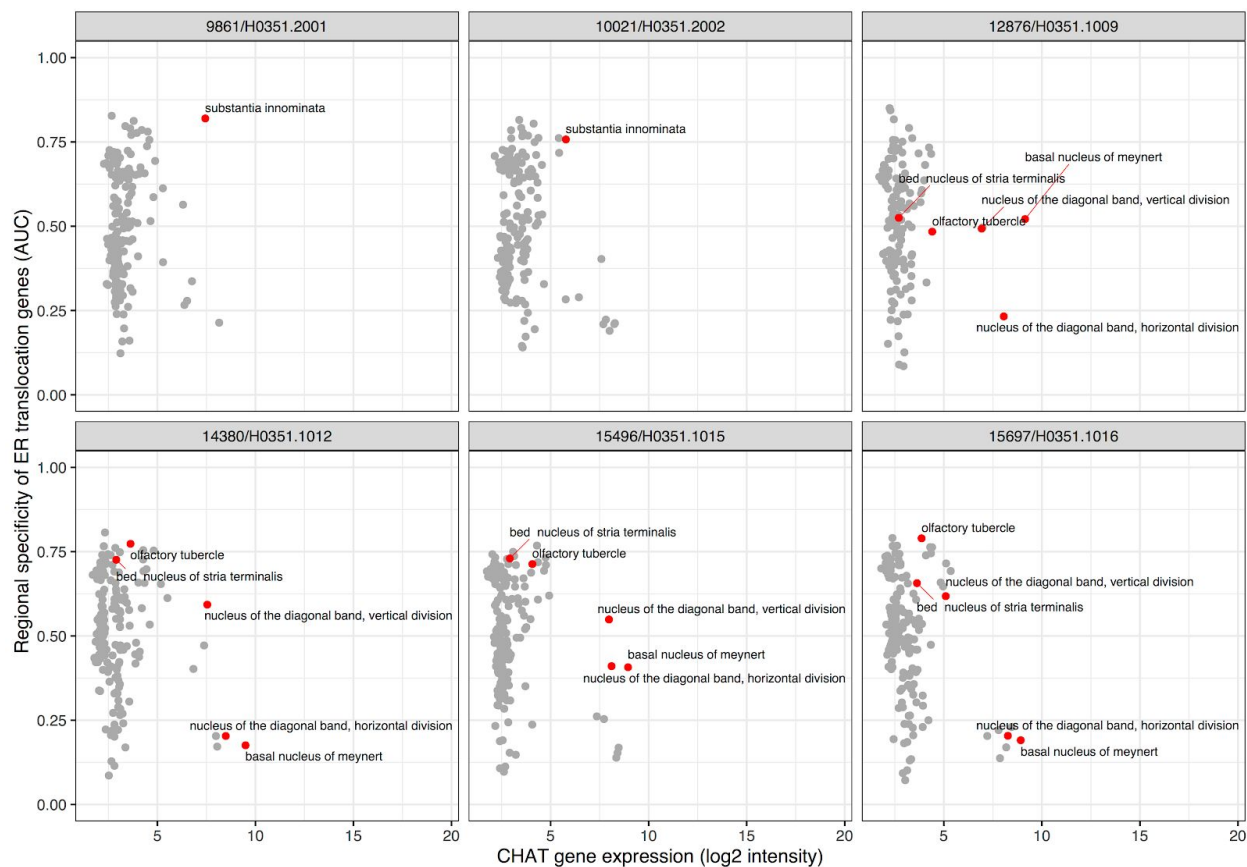 9861/H0351.2001
10021/H0351.2002
12876/H0351.1009
1.00
0.75
0.50
0.25
0.00
substantia innominata
substantia innominata
basal nucleus of meynert
bed nucleus of stria terminalis
nucleus of the diagonal band, vertical division
olfactory tubercle
nucleus of the diagonal band, horizontal division
Regional specificity of ER translocation genes (AUC)
14380/H0351.1012
15496/H0351.1015
15697/H0351.1016
1.00
0.75
0.50
0.25
0.00
olfactory tubercle
bed nucleus of stria terminalis
nucleus of the diagonal band, vertical division
nucleus of the diagonal band, horizontal division
basal nucleus of meynert
bed nucleus of stria terminalis
olfactory tubercle
nucleus of the diagonal band, vertical division
basal nucleus of meynert
nucleus of the diagonal band, horizontal division
olfactory tubercle
nucleus of the diagonal band, vertical division
bed nucleus of stria terminalis
nucleus of the diagonal band, horizontal division
basal nucleus of meynert
5 10 15 20
5 10 15 20
5 10 15 20
CHAT gene expression (log2 intensity)